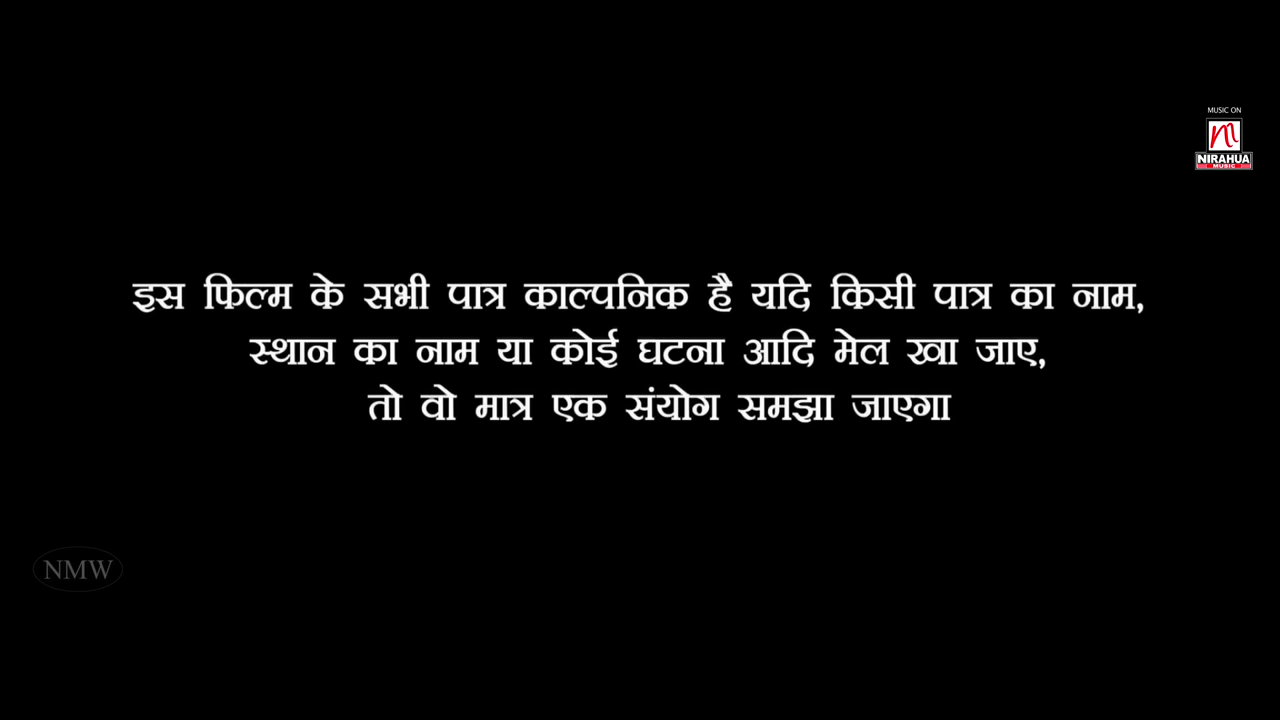 MUSIC ON
NIRAHUA
MUSIC
इस फिल्म के सभी पात्र काल्पनिक है यदि किसी पात्र का नाम,
स्थान का नाम या कोई घटना आदि मेल खा जाए,
तो वो मात्र एक संयोग समझा जाएगा
NMW